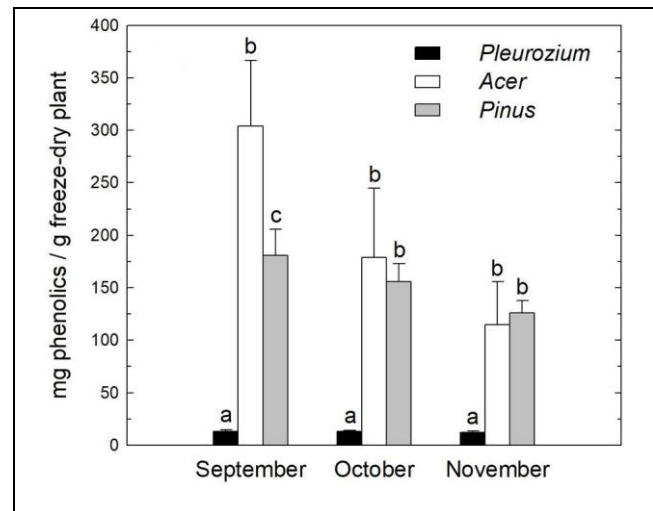 mg phenolics / g freeze-dry plant
400
350
300
250
200
150
100
50
0
Pleurozium
Acer
Pinus
b
c
a
b
b
a
b
b
a
September October November